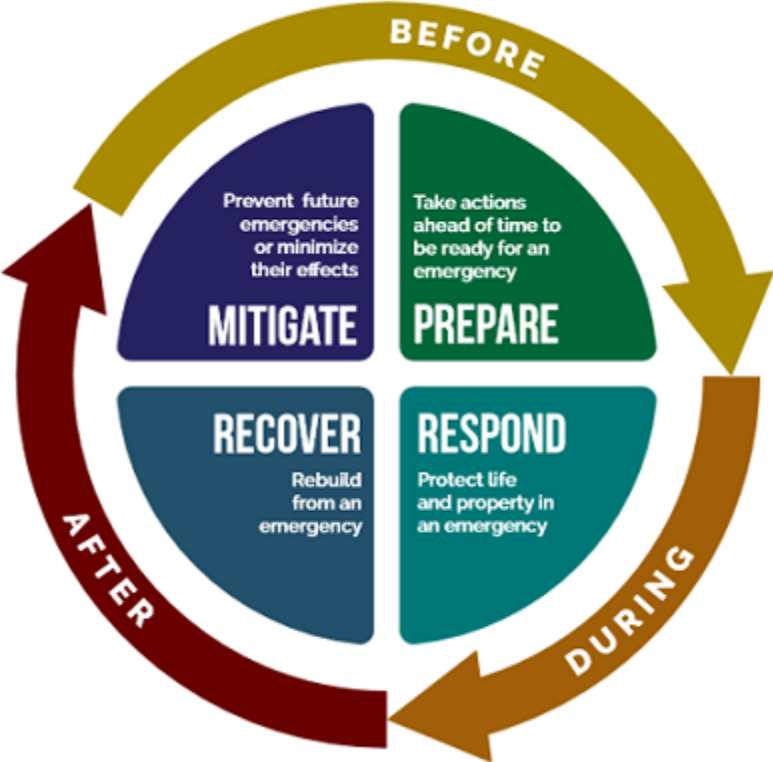 BEFORE
Prevent future
emergencies
or minimize
their effects
MITIGATE
Take actions
ahead of time to
be ready for an
emergency
PREPARE
RECOVER
Rebuild
from an
emergency
RESPOND
Protect life
and property in
an emergency
AFTER
DURING